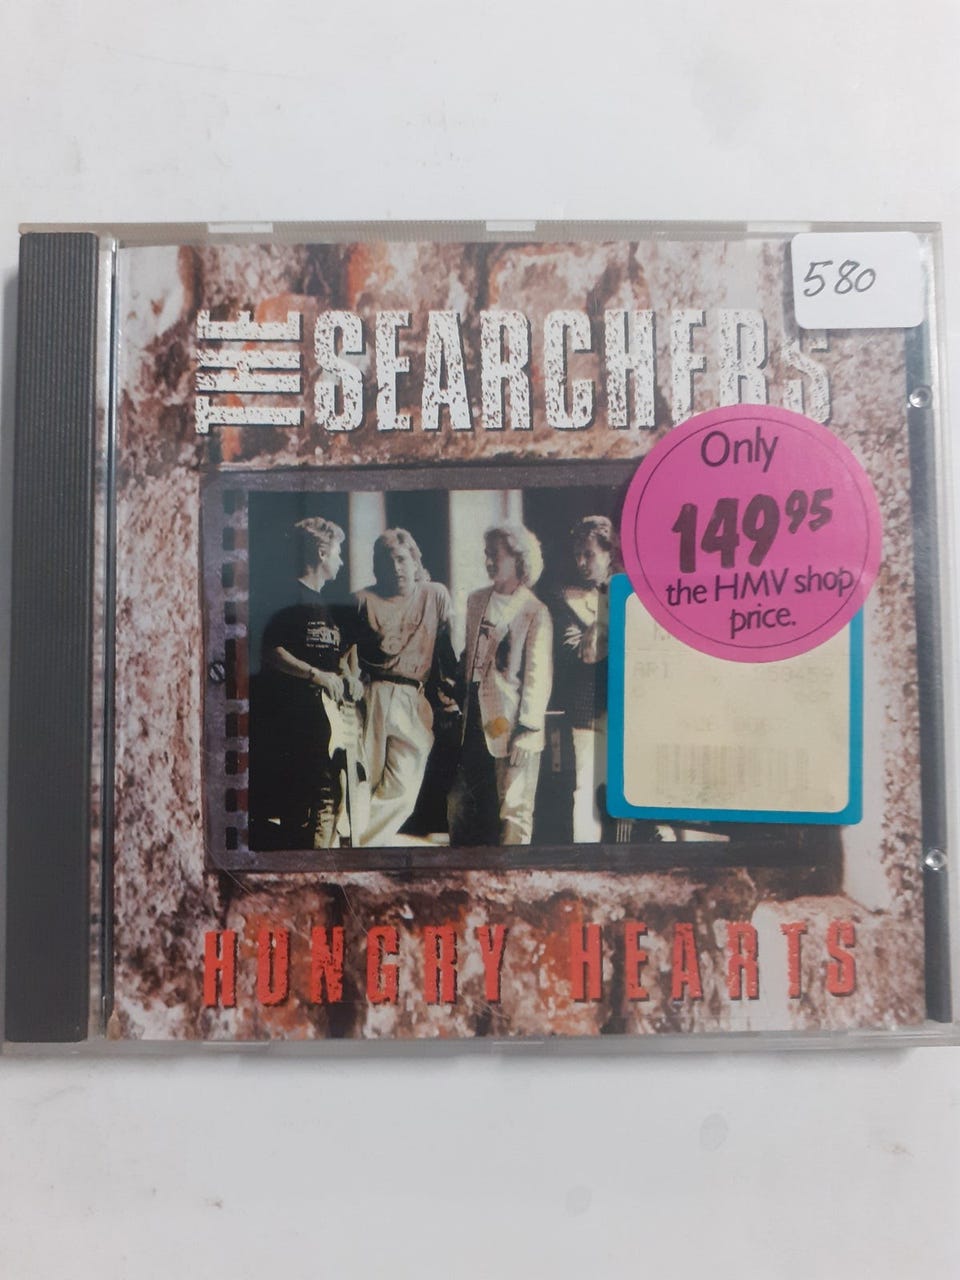 580
THE SEARCHERS
Only
149 95
the HMV shop
price.
HUNGRY HEARTS